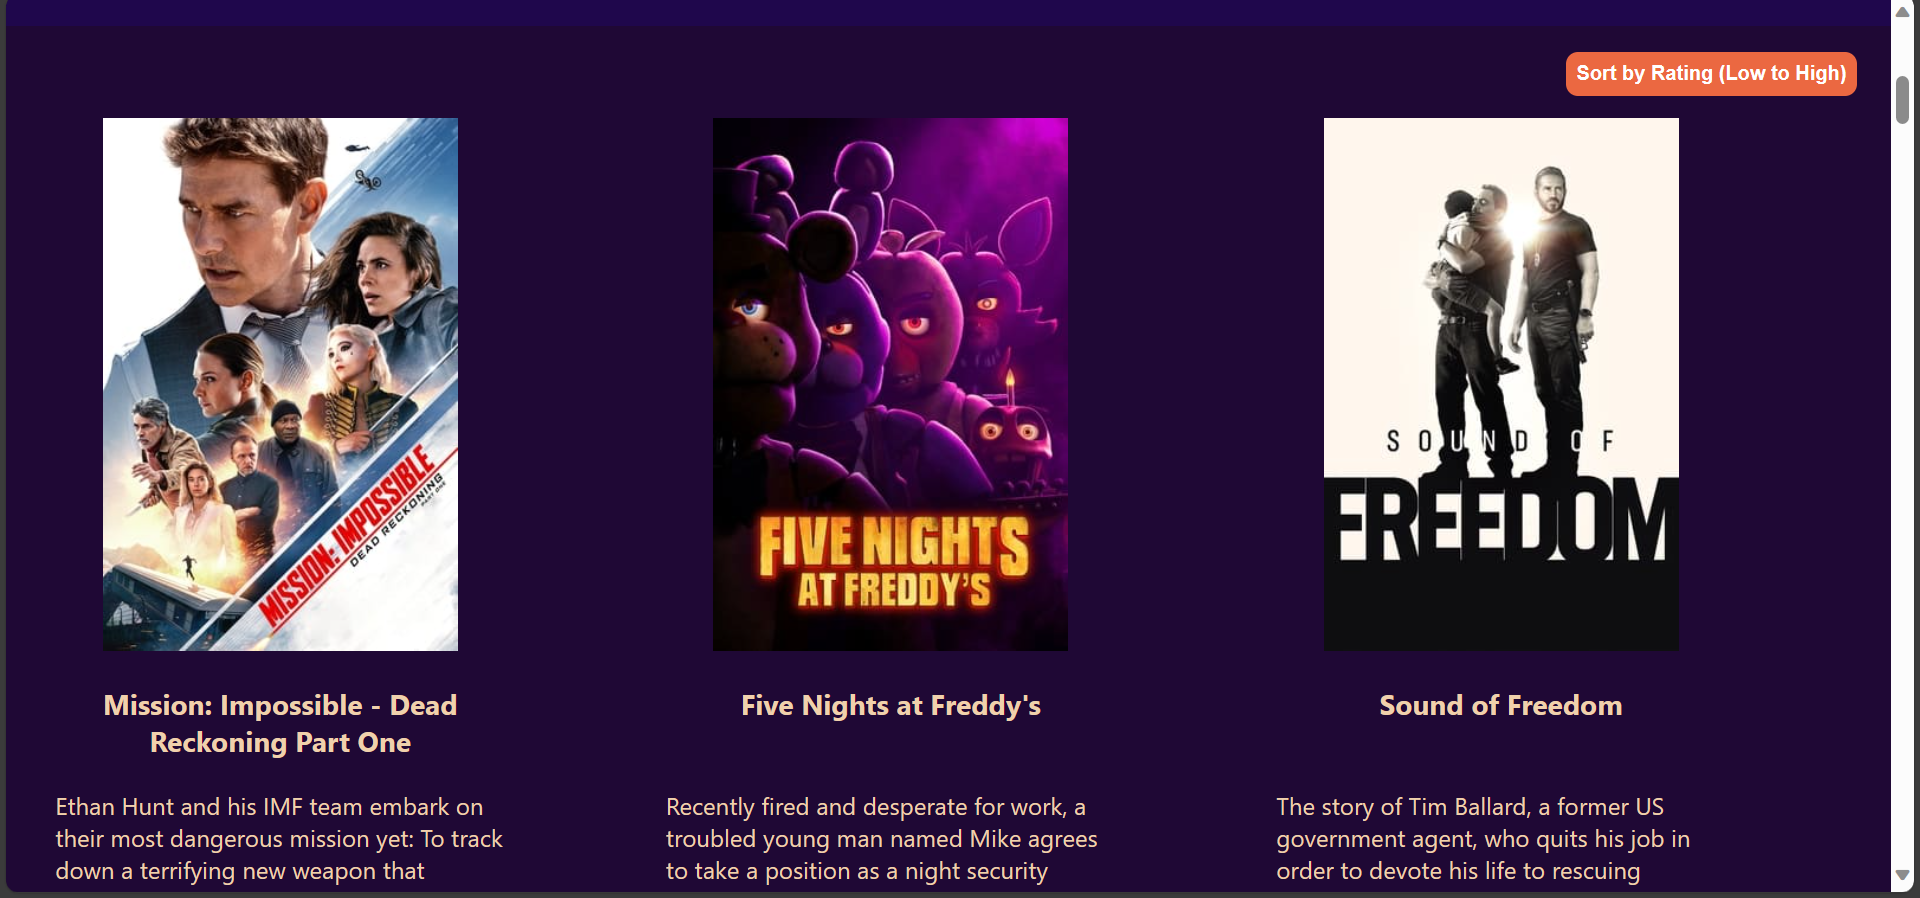 Sort by Rating (Low to High)
MISSION: IMPOSSIBLE
DEAD RECKONING
PART ONE
FIVE NIGHTS
AT FREDDY'S
SOUND OF
FREEDOM
Mission: Impossible - Dead
Reckoning Part One
Five Nights at Freddy's
Sound of Freedom
Ethan Hunt and his IMF team embark on
their most dangerous mission yet: To track
down a terrifying new weapon that
Recently fired and desperate for work, a
troubled young man named Mike agrees
to take a position as a night security
The story of Tim Ballard, a former US
government agent, who quits his job in
order to devote his life to rescuing